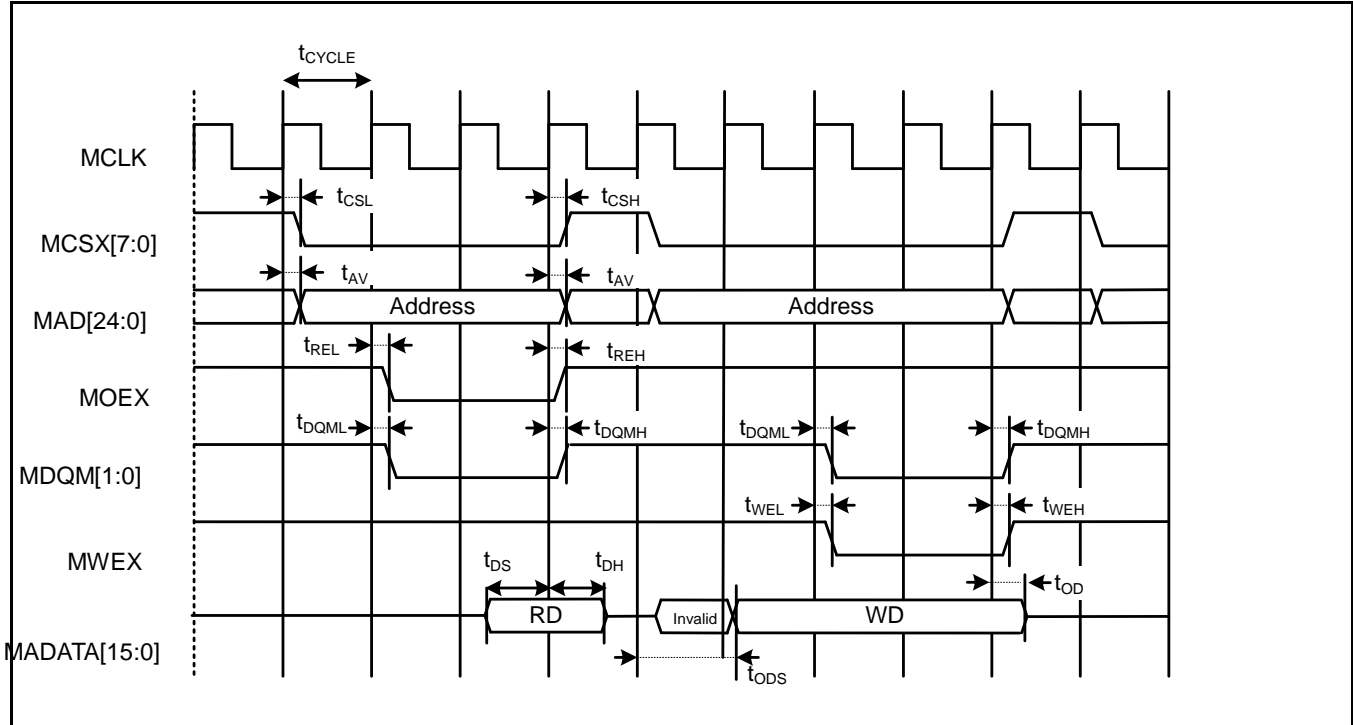 tCYCLE
MCLK
tCSL
tCSH
MCSX[7:0]
tAV
tAV
Address
Address
MAD[24:0]
tREL
tREH
MOEX
tDQML
tDQMH
tDQML
tDQMH
MDQM[1:0]
tWEL
tWEH
MWEX
tDS
tDH
tOD
RD
Invalid
WD
MADATA[15:0]
tODS